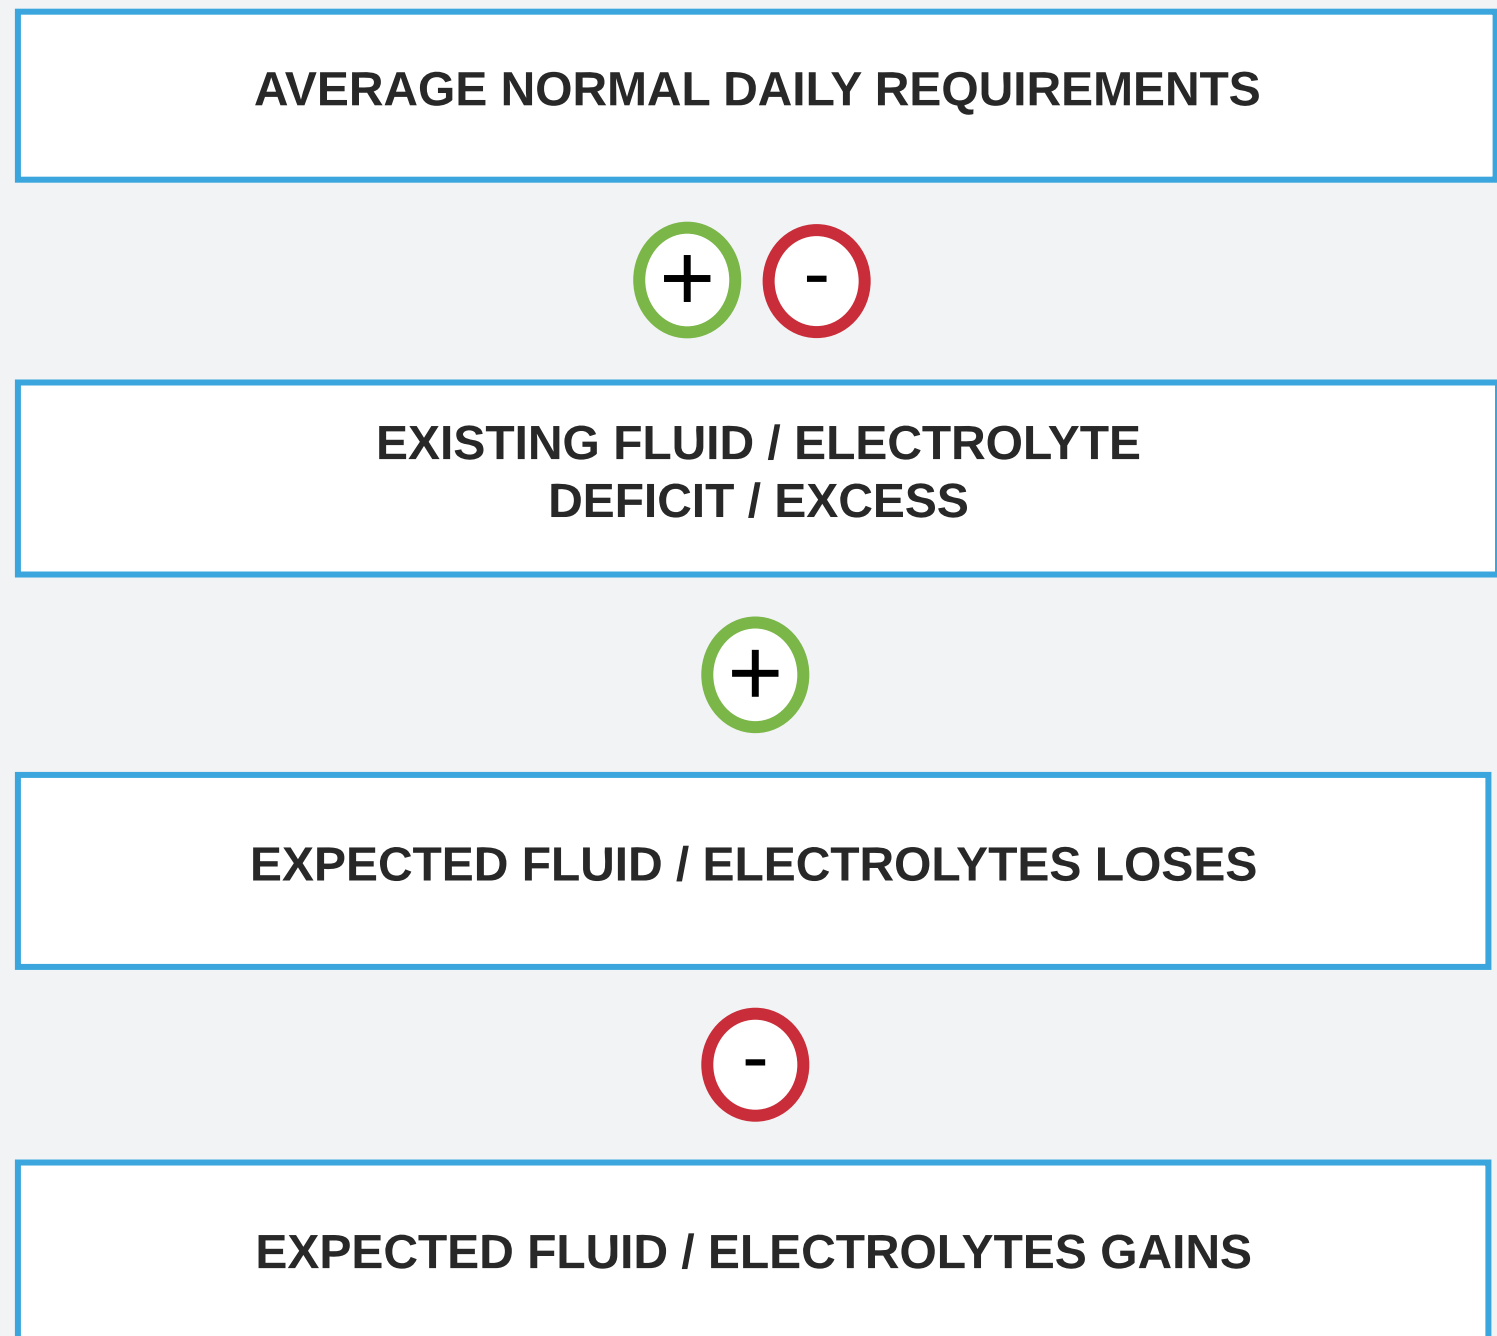 AVERAGE NORMAL DAILY REQUIREMENTS
+ -
EXISTING FLUID / ELECTROLYTE
DEFICIT / EXCESS
+
EXPECTED FLUID / ELECTROLYTES LOSES
-
EXPECTED FLUID / ELECTROLYTES GAINS